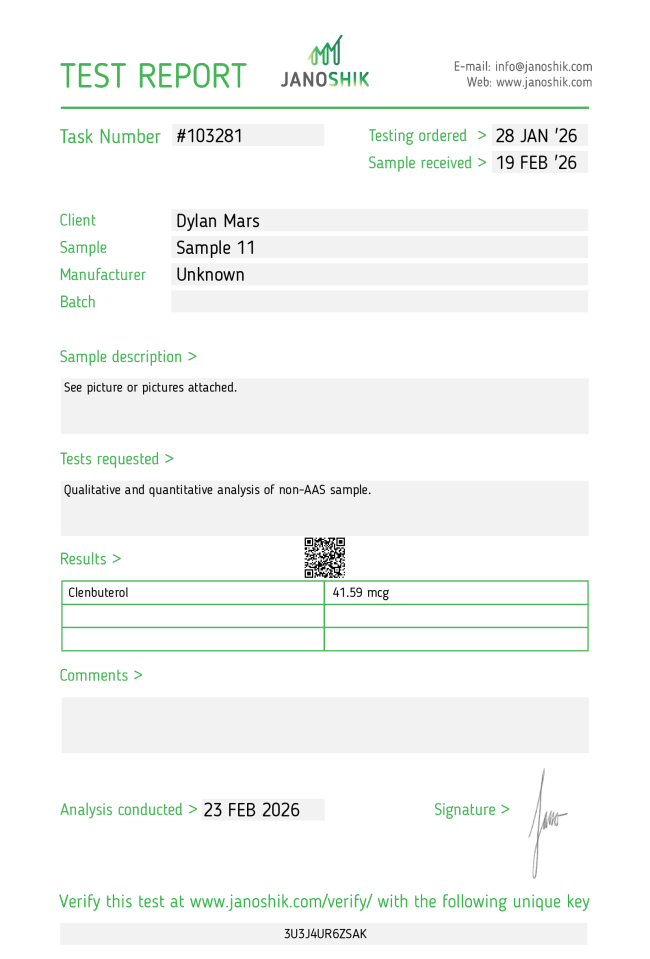 TEST REPORT
JANOSHIK
E-mail: info@janoshik.com
Web: www.janoshik.com
Task Number #103281
Testing ordered > 28 JAN '26
Sample received > 19 FEB '26
Client Dylan Mars
Sample Sample 11
Manufacturer Unknown
Batch
Sample description >
See picture or pictures attached.
Tests requested >
Qualitative and quantitative analysis of non-AAS sample.
Results >
Clenbuterol 41.59 mcg
Comments >
Analysis conducted > 23 FEB 2026
Signature >
Jano
Verify this test at www.janoshik.com/verify/ with the following unique key
3U3J4UR6ZSAK